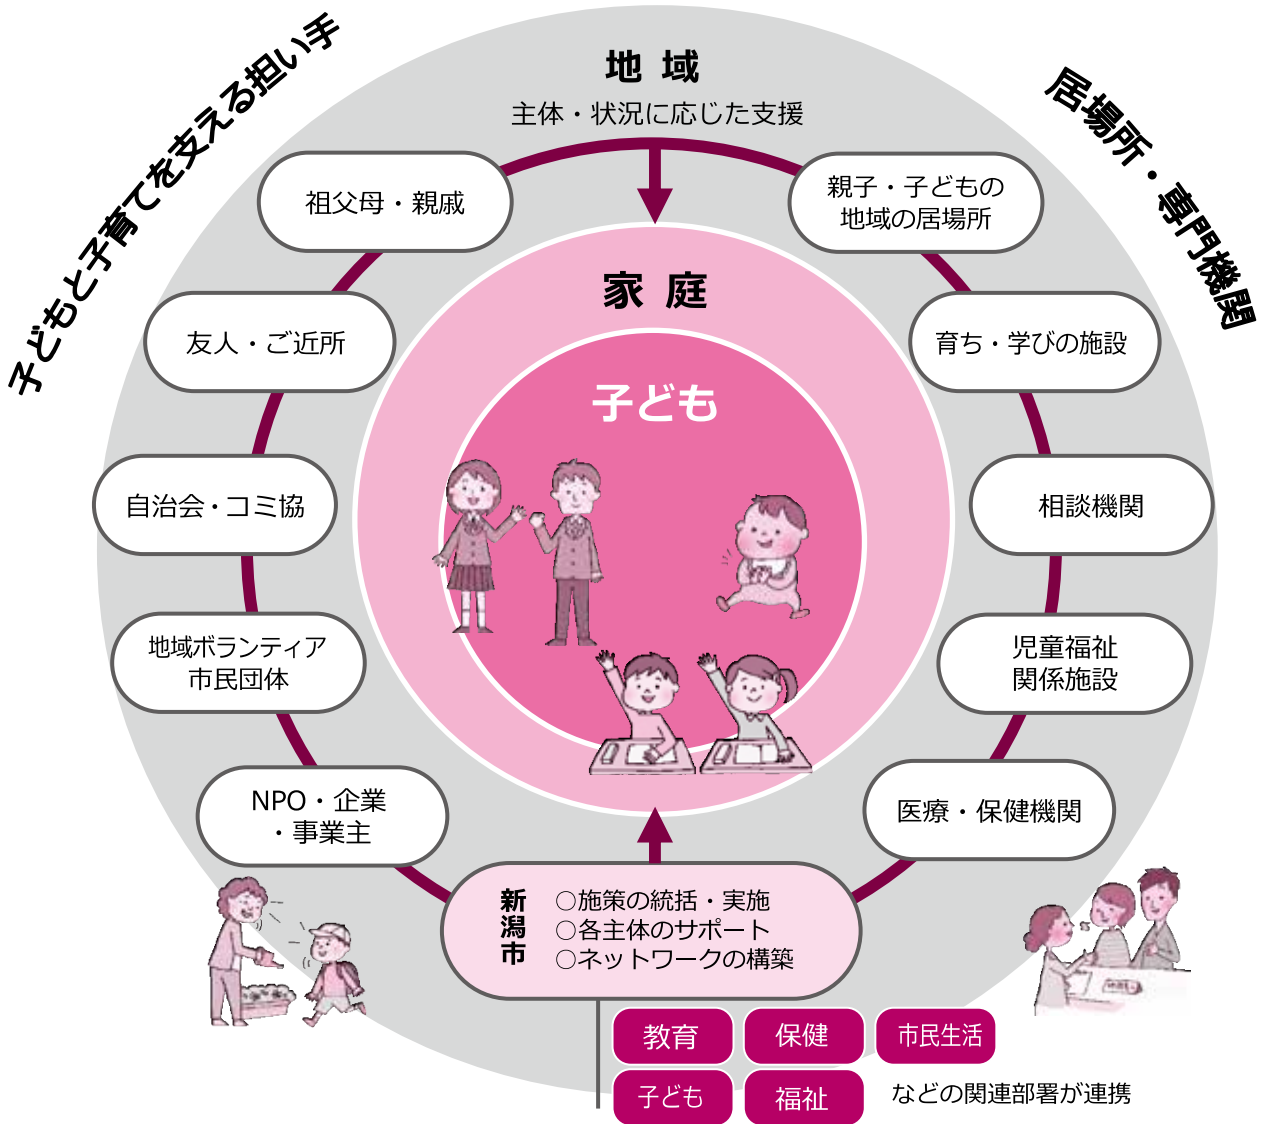 子どもと子育てを支える担い手
居場所・専門機関
地域
主体・状況に応じた支援
祖父母・親戚
友人・ご近所
自治会・コミ協
地域ボランティア
市民団体
NPO・企業
・事業主
親子・子どもの
地域の居場所
育ち・学びの施設
相談機関
児童福祉
関係施設
医療・保健機関
家庭
子ども
新潟市
○施策の統括・実施
○各主体のサポート
○ネットワークの構築
教育
保健
市民生活
子ども
福祉
などの関連部署が連携